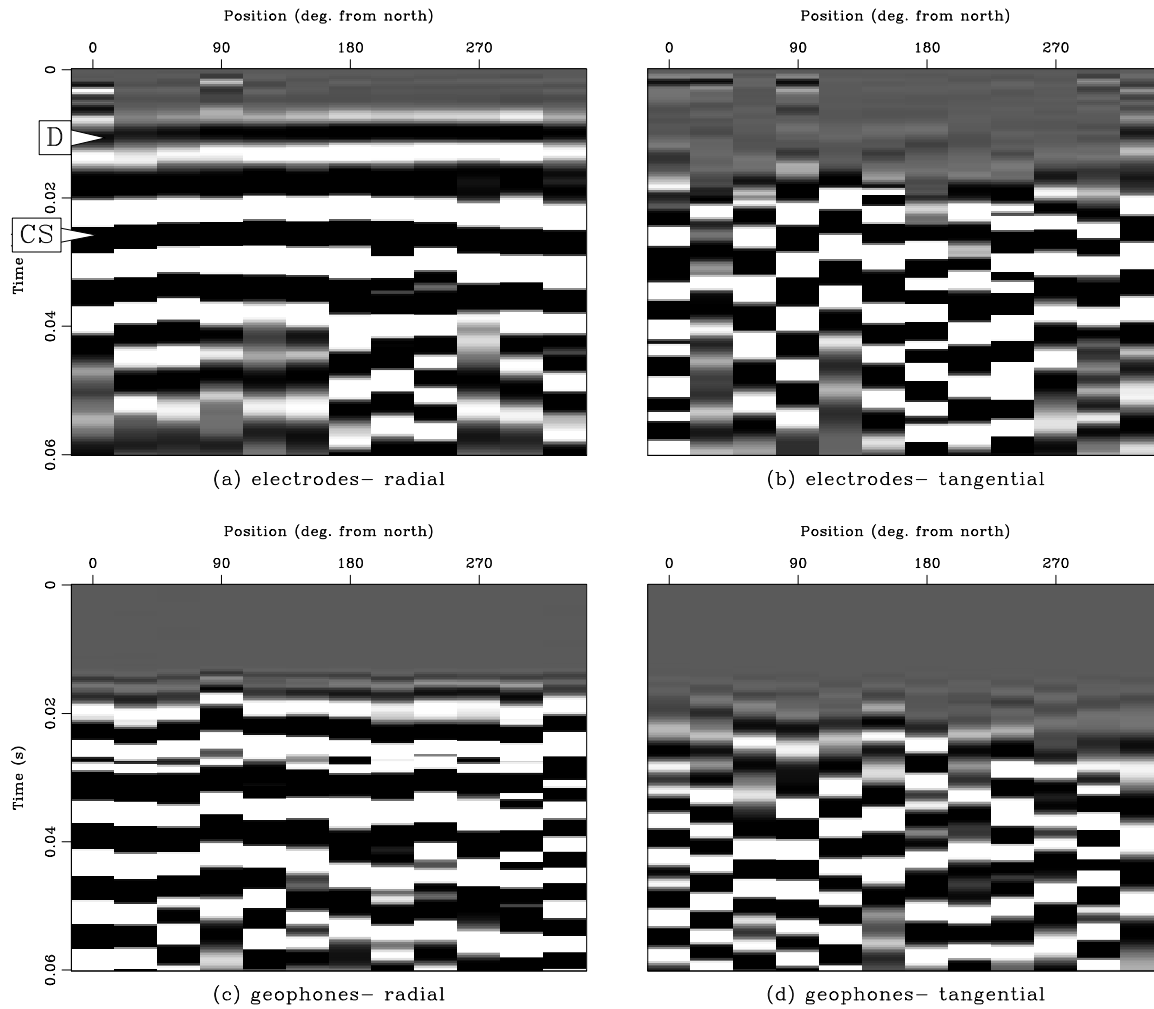 Position (deg. from north)
0 90 180 270
0
D
0.02
CS
Time
0.04
0.06
(a) electrodes− radial
Position (deg. from north)
0 90 180 270
(b) electrodes− tangential
Position (deg. from north)
0 90 180 270
0
0.02
Time (s)
0.04
0.06
(c) geophones− radial
Position (deg. from north)
0 90 180 270
(d) geophones− tangential